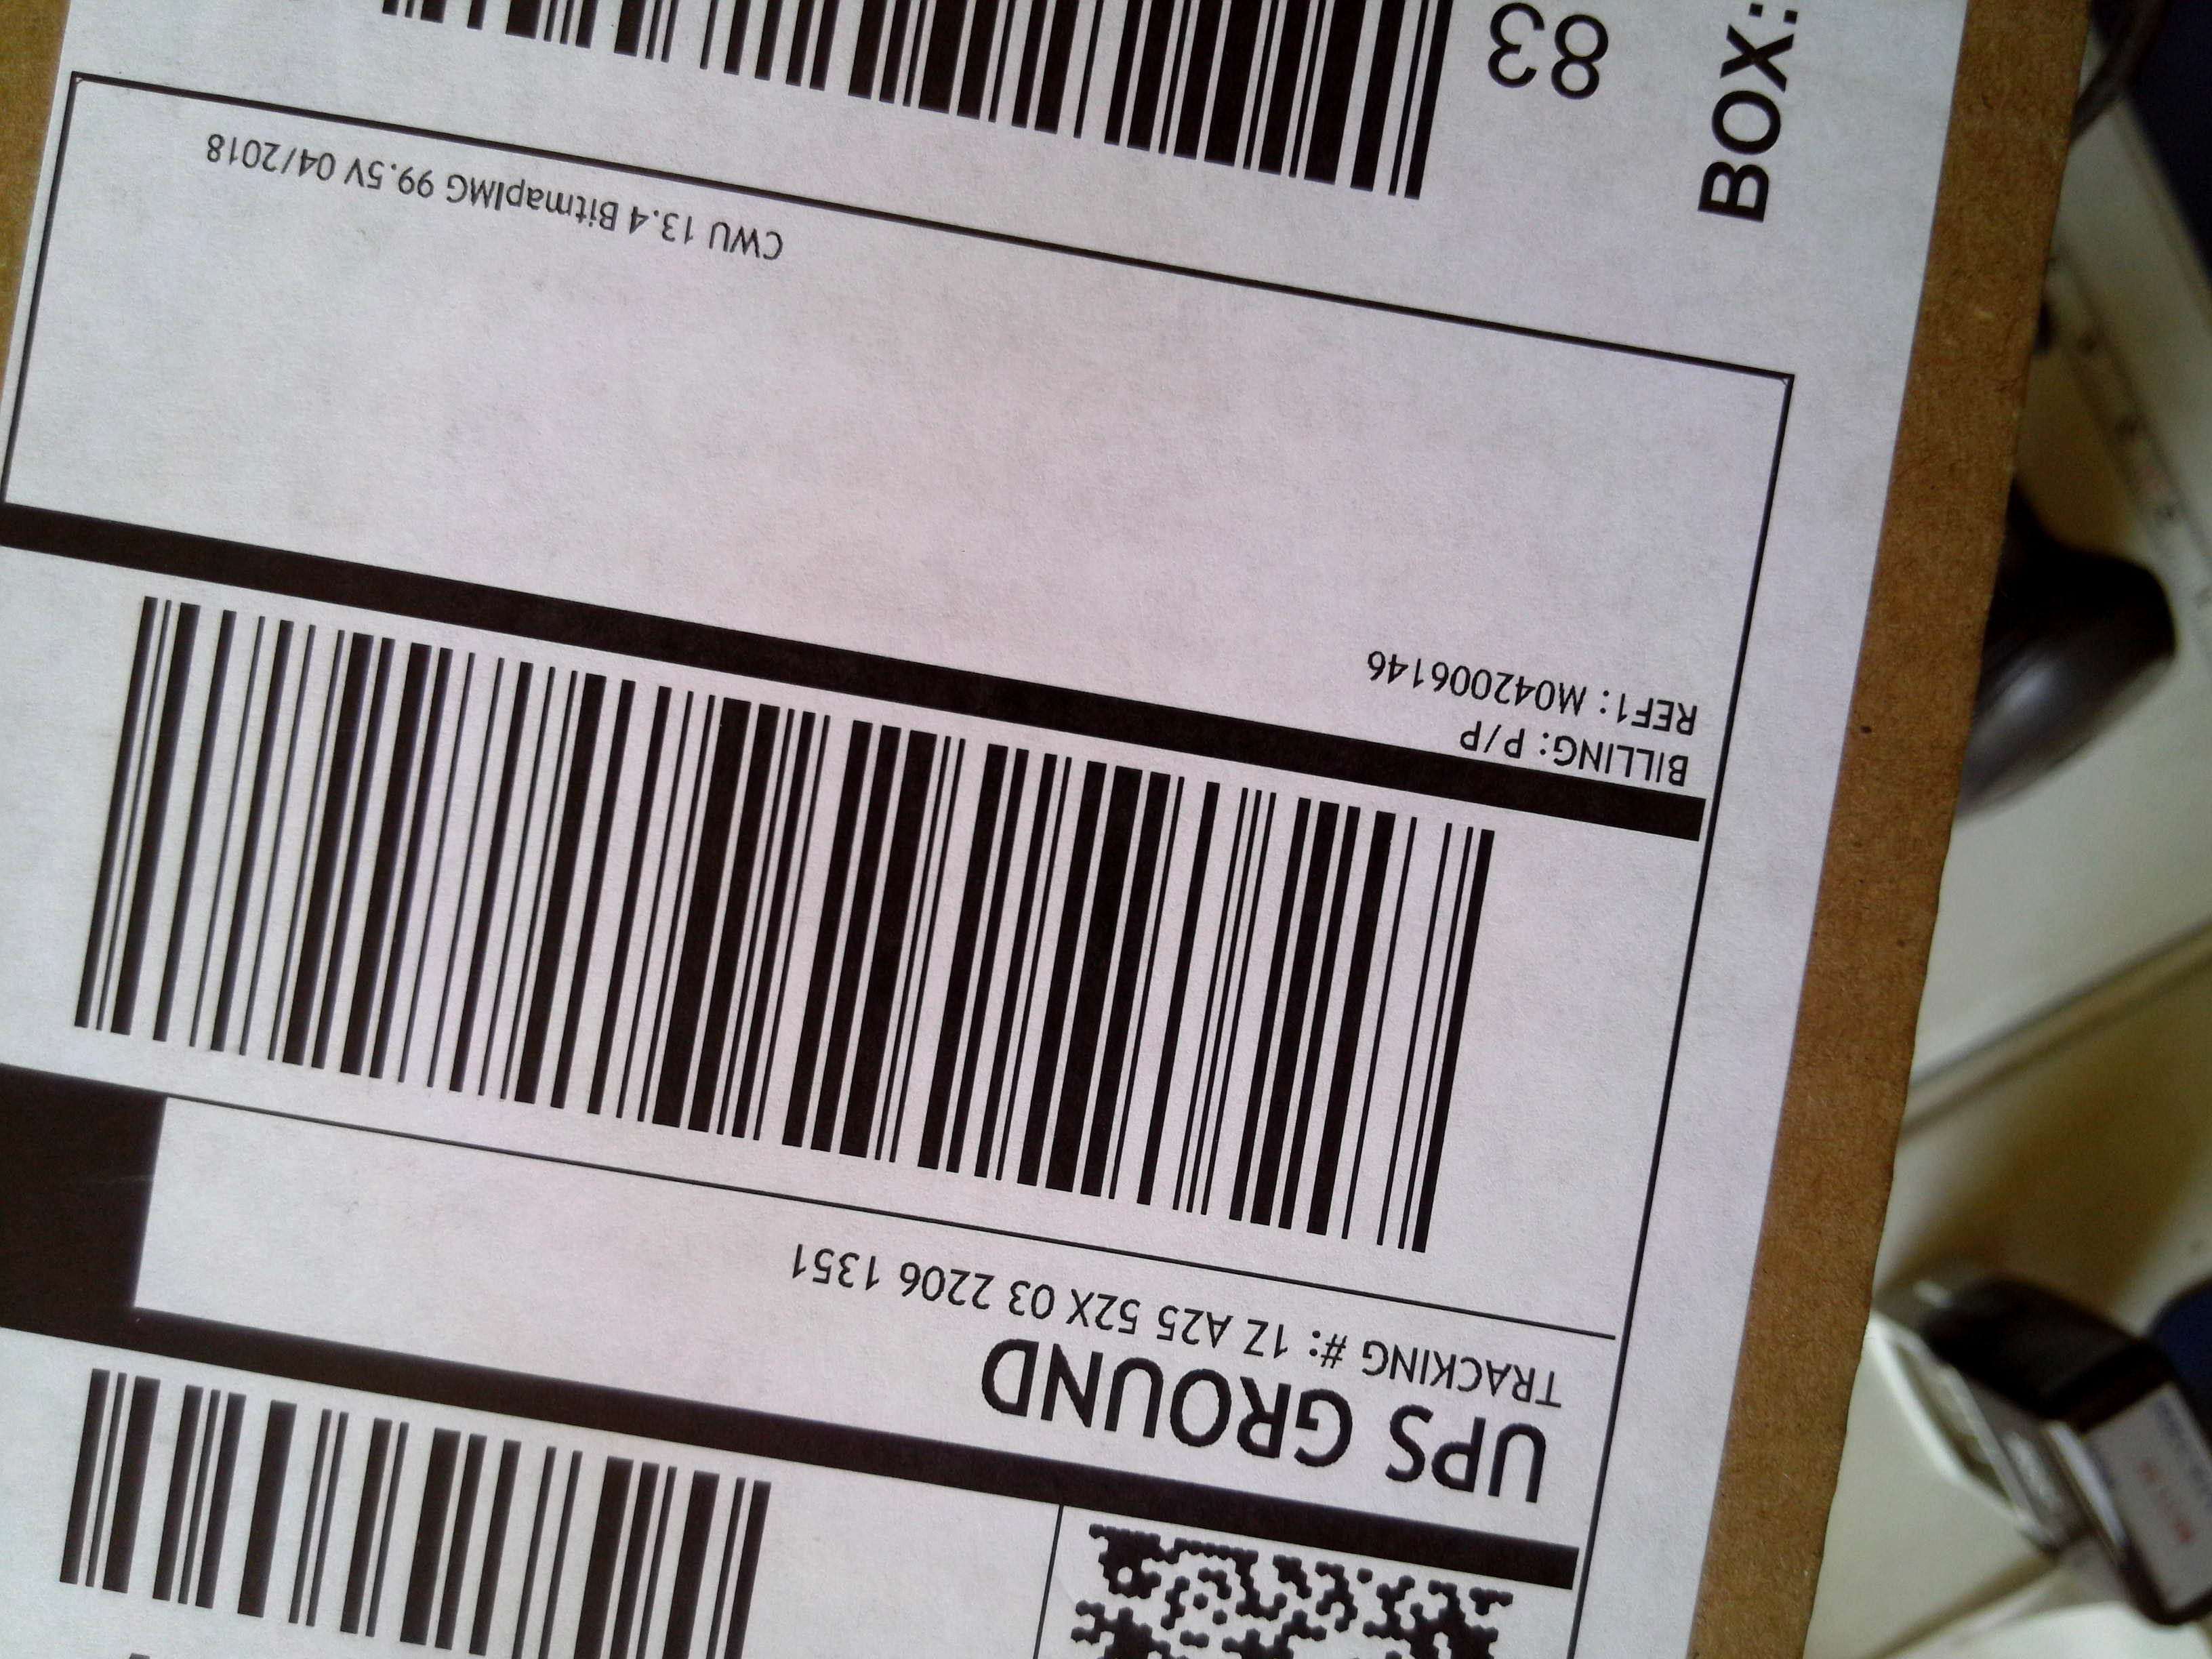 UPS GROUND
TRACKING #: 1Z A25 52X 03 2206 1351
BILLING: P/P
REF1: M042006146
CWU 13.4 BitmapIMG 99.5V 04/2018
83
BOX: